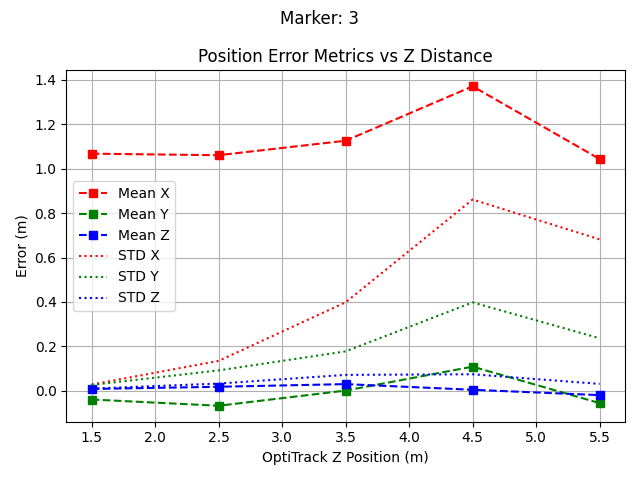 Marker: 3
Position Error Metrics vs Z Distance
Error (m)
1.4
1.2
1.0
0.8
0.6
0.4
0.2
0.0
Mean X
Mean Y
Mean Z
STD X
STD Y
STD Z
1.5 2.0 2.5 3.0 3.5 4.0 4.5 5.0 5.5
OptiTrack Z Position (m)